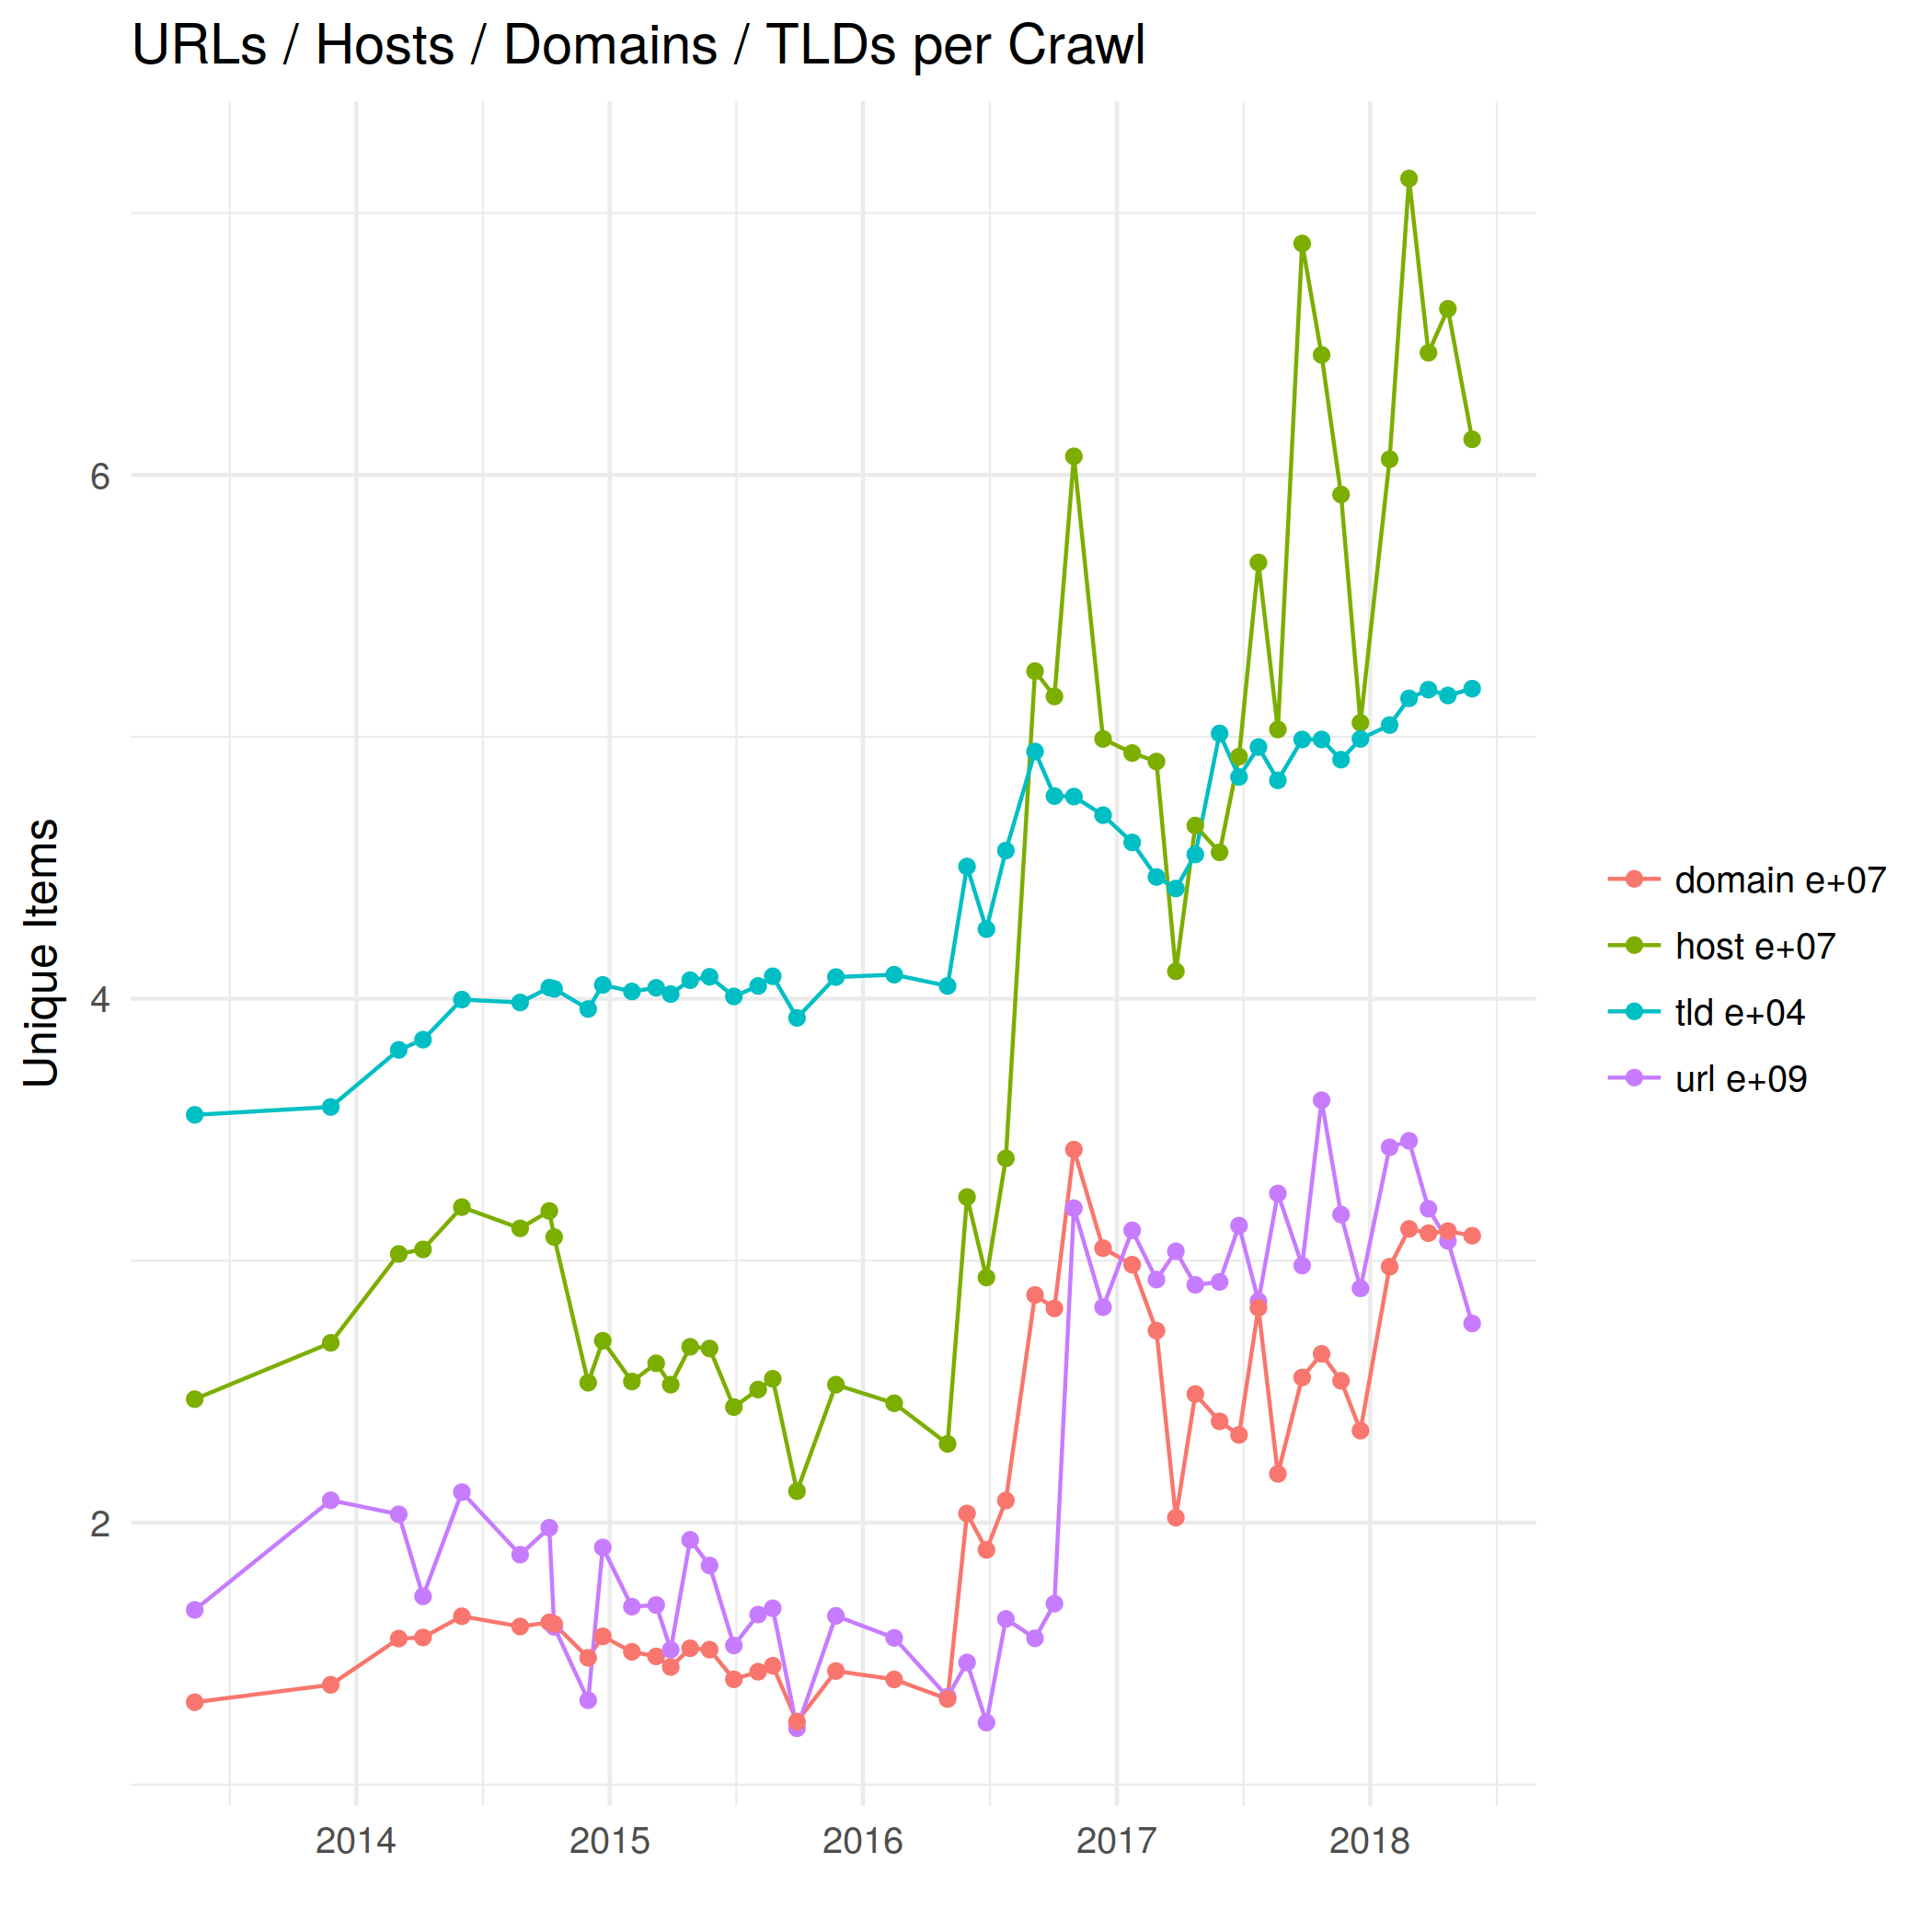 URLs / Hosts / Domains / TLDs per Crawl
Unique Items
6
4
2
2014
2015
2016
2017
2018
domain e+07
host e+07
tld e+04
url e+09